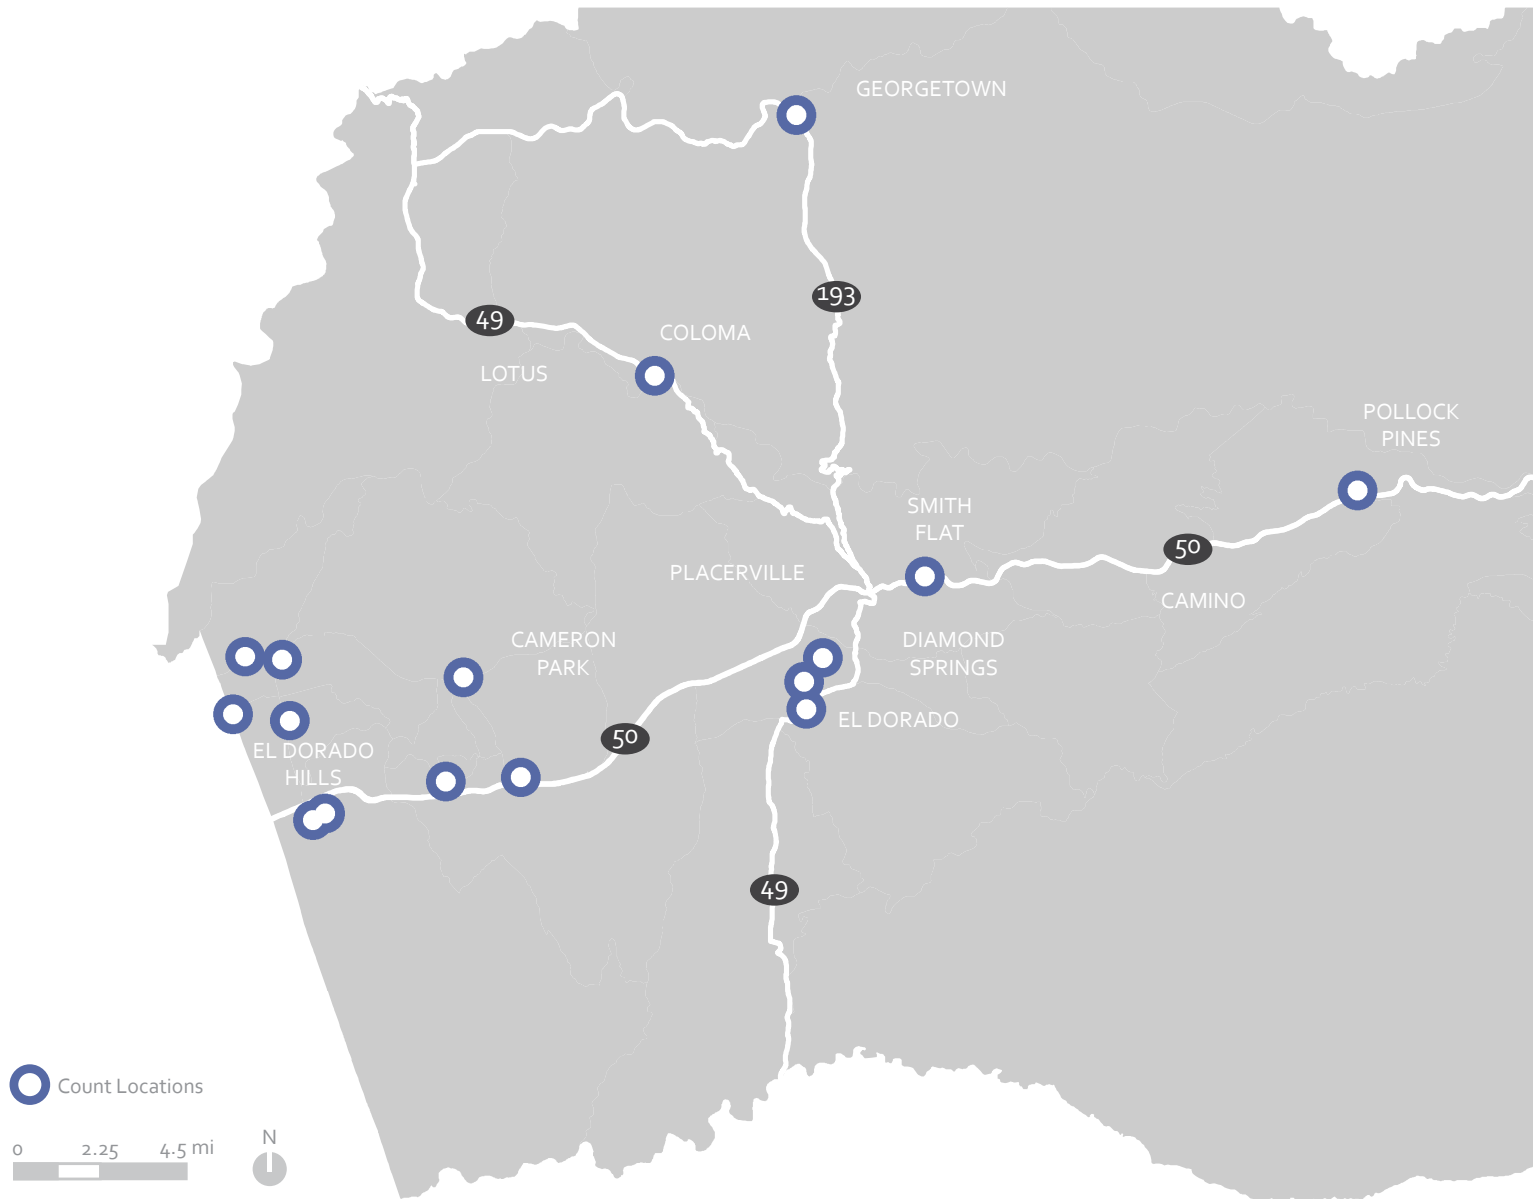 GEORGETOWN
193
49
COLOMA
LOTUS
POLLOCK
PINES
SMITH
FLAT
50
PLACERVILLE
CAMINO
CAMERON
PARK
DIAMOND
SPRINGS
EL DORADO
50
EL DORADO
HILLS
49
Count Locations
0 2.25 4.5 mi
N